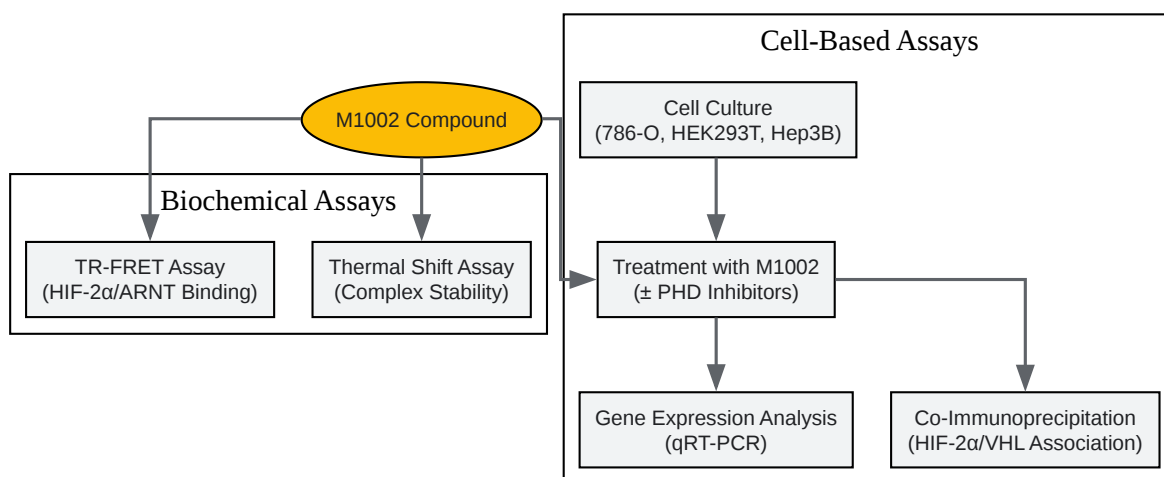 Cell-Based Assays
M1002 Compound
Cell Culture
(786-O, HEK293T, Hep3B)
Biochemical Assays
TR-FRET Assay
(HIF-2α/ARNT Binding)
Thermal Shift Assay
(Complex Stability)
Treatment with M1002
(± PHD Inhibitors)
Gene Expression Analysis
(qRT-PCR)
Co-Immunoprecipitation
(HIF-2α/VHL Association)